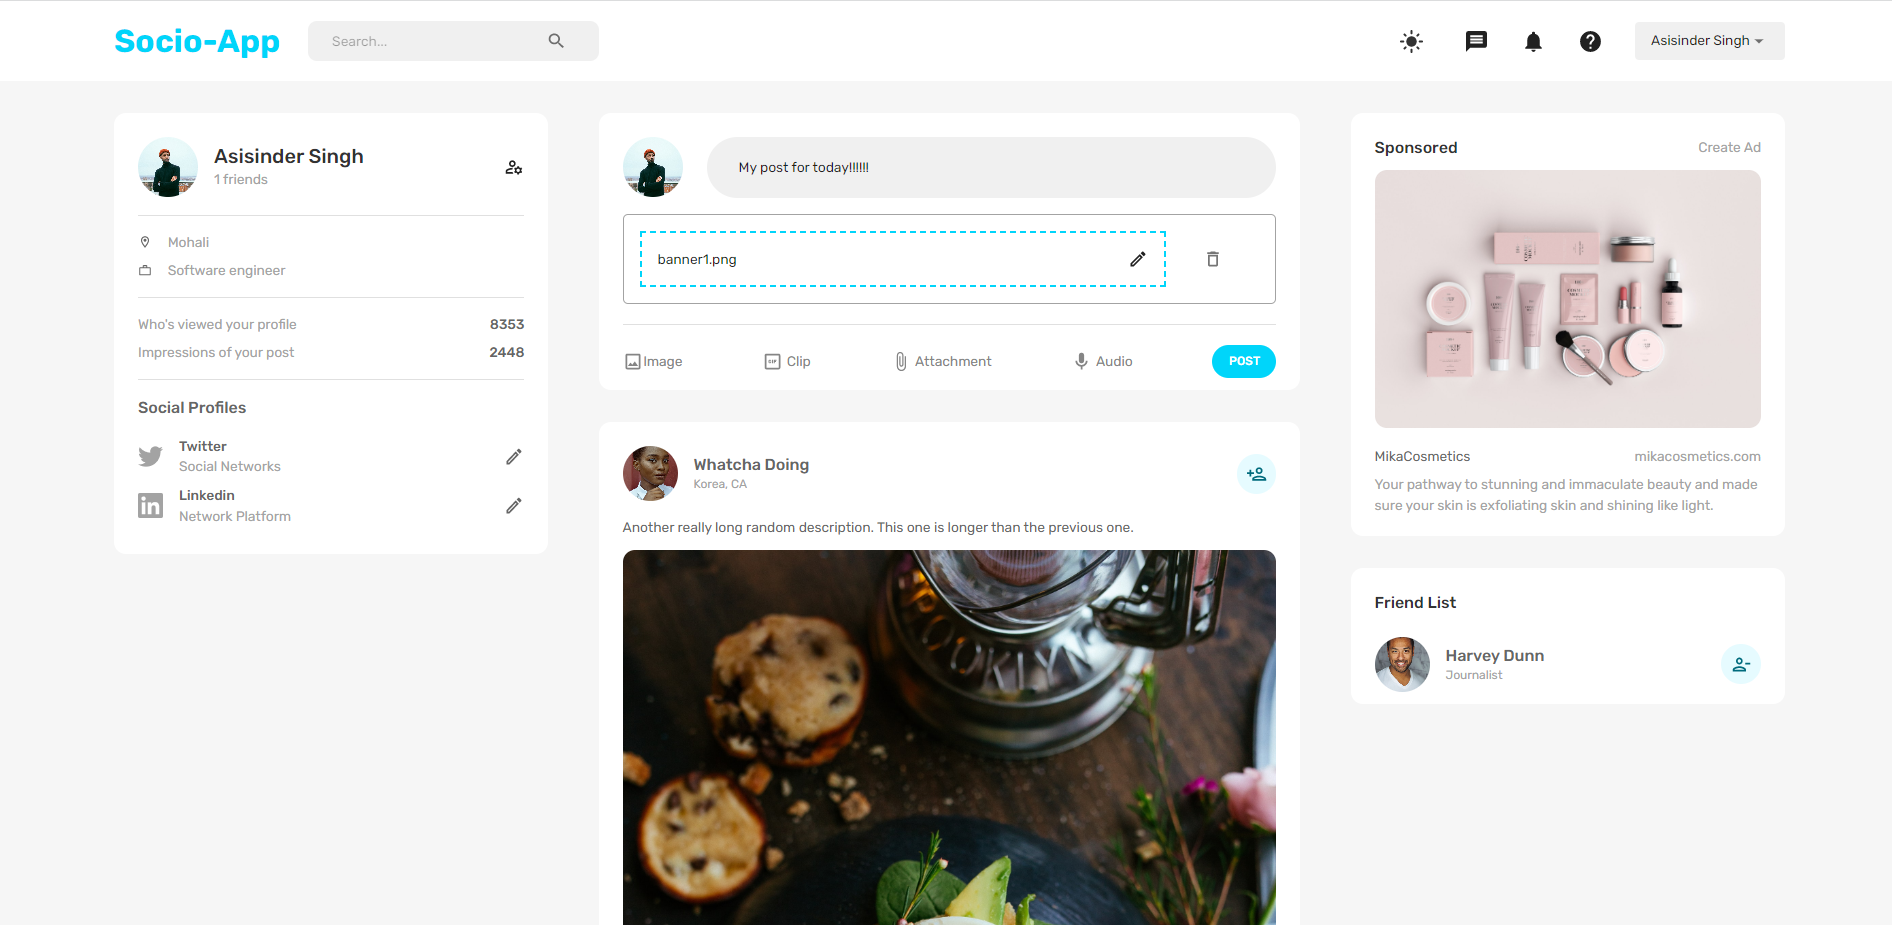 Socio-App
Search...
Asisinder Singh
Asisinder Singh
1 friends
Mohali
Software engineer
Who's viewed your profile 8353
Impressions of your post 2448
Social Profiles
Twitter
Social Networks
Linkedin
Network Platform
My post for today!!!!!!
banner1.png
Image
GIF
Clip
Attachment
Audio
POST
Whatcha Doing
Korea, CA
Another really long random description. This one is longer than the previous one.
Sponsored
Create Ad
MikaCosmetics
mikacosmetics.com
Your pathway to stunning and immaculate beauty and made
sure your skin is exfoliating skin and shining like light.
Friend List
Harvey Dunn
Journalist